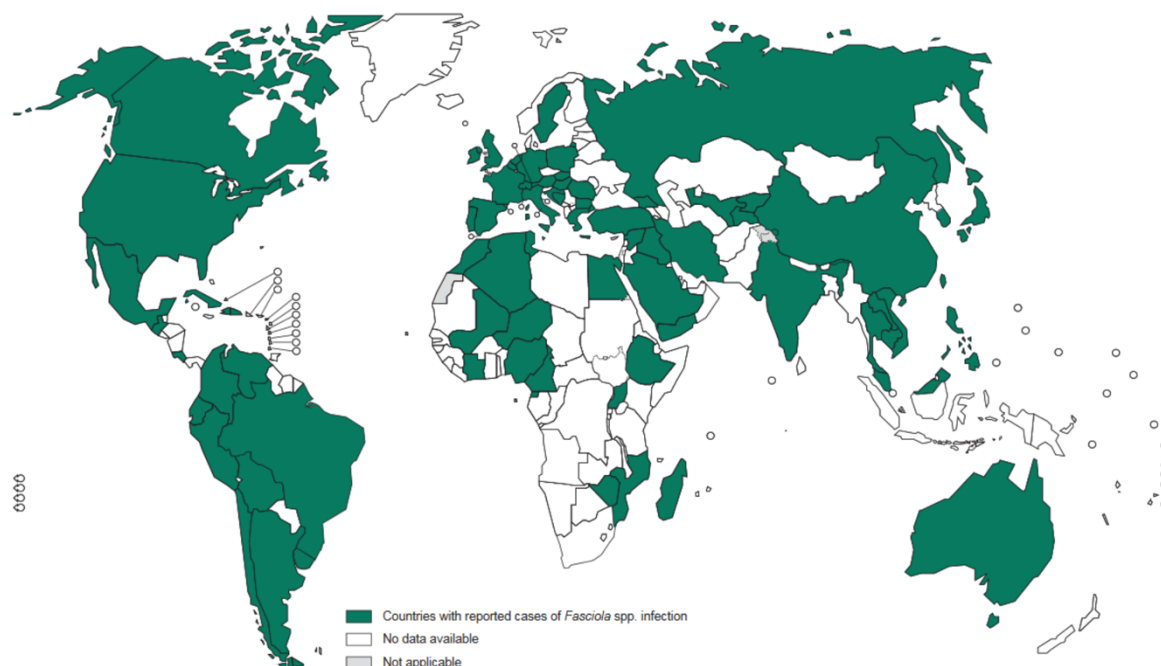 Countries with reported cases of Fasciola spp. infection
No data available
Not applicable